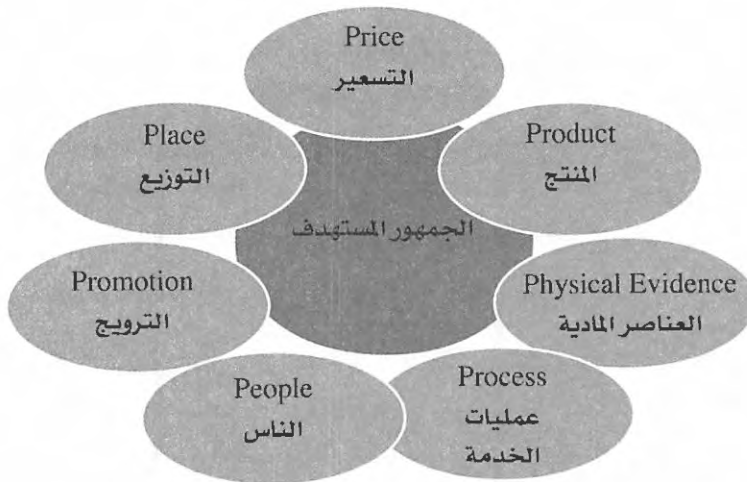 Price
التسعير
Place
التوزيع
Product
المنتج
الجمهور المستهدف
Promotion
الترويج
Physical Evidence
العناصر المادية
People
الناس
Process
عمليات
الخدمة